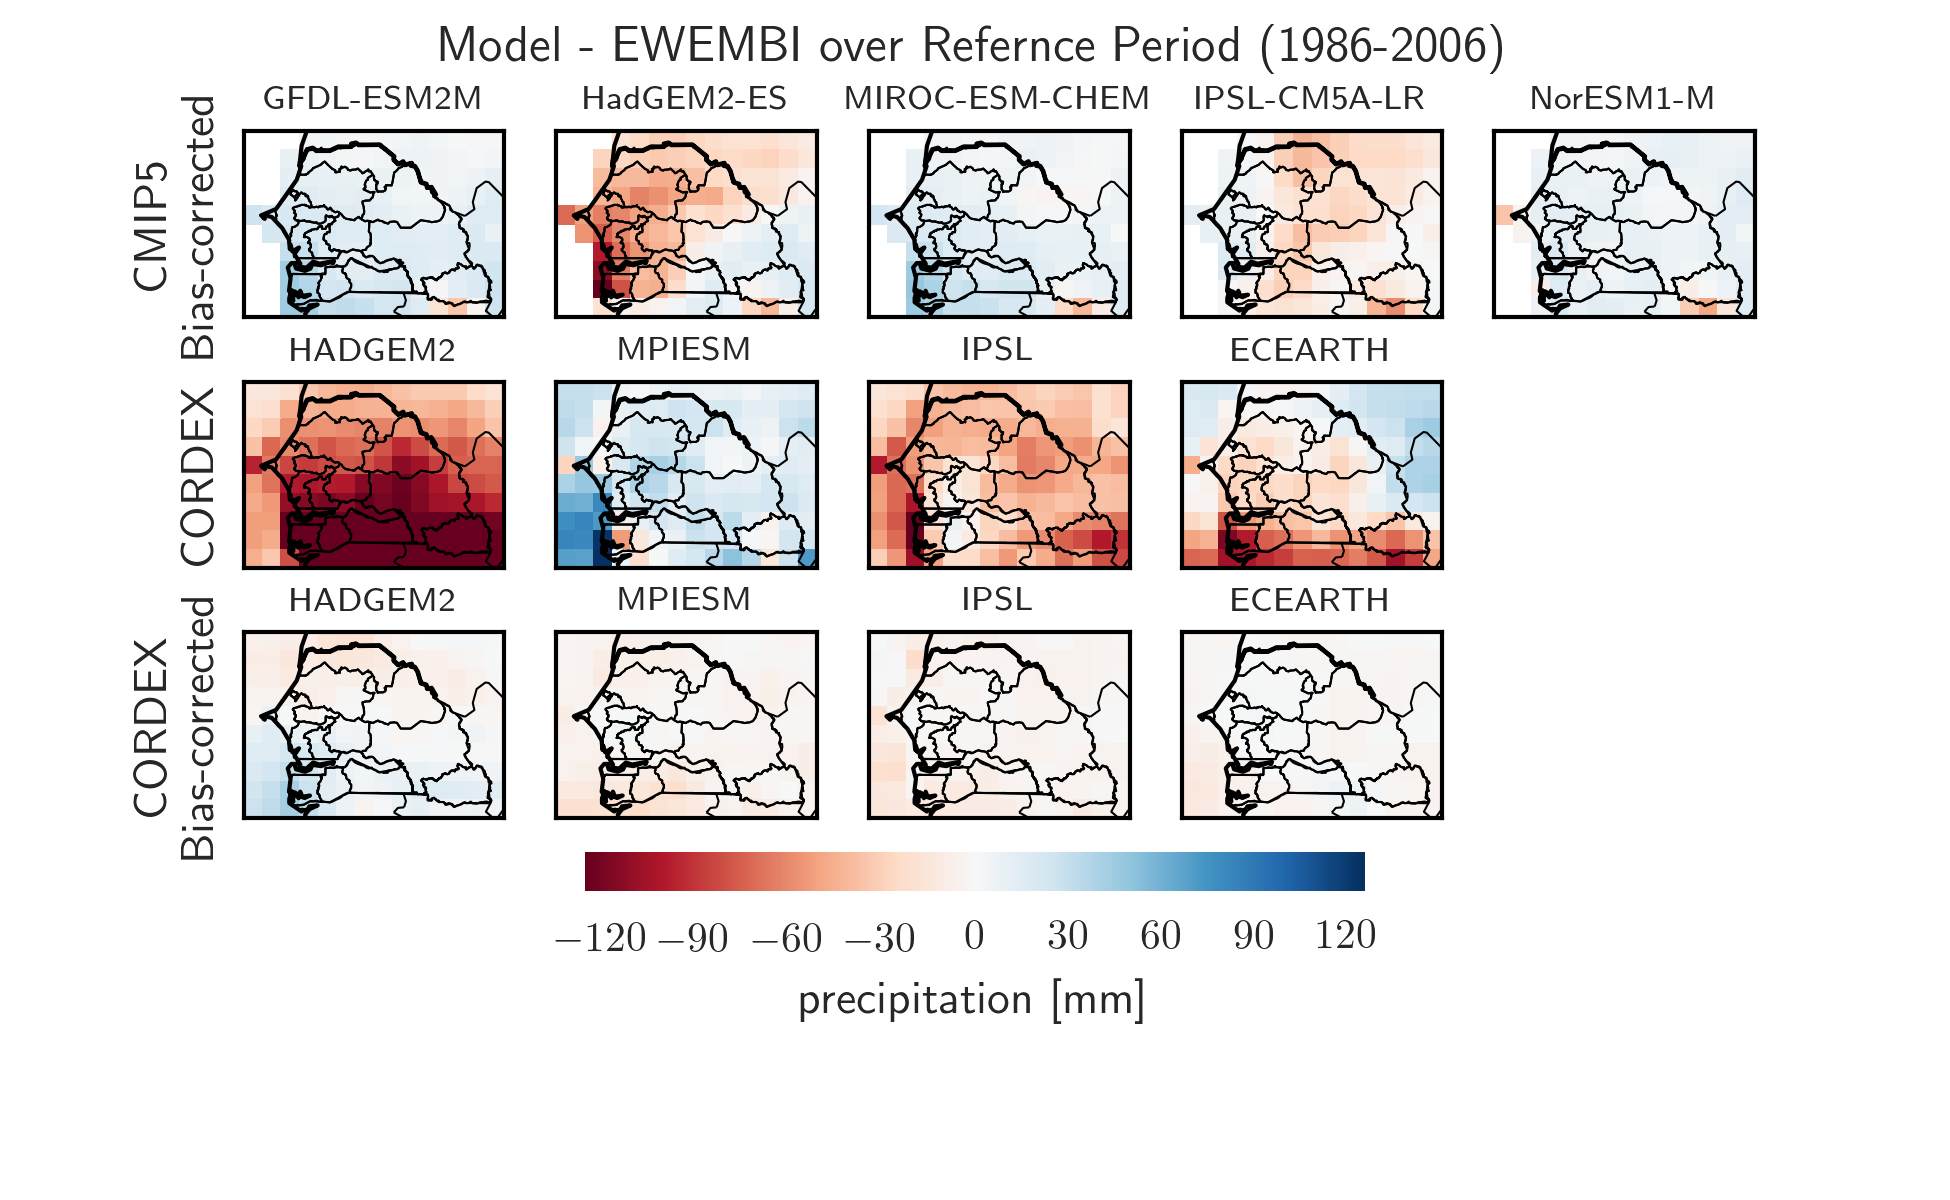 Model - EWEMBI over Refernce Period (1986-2006)
CMIP5
Bias-corrected
GFDL-ESM2M
HadGEM2-ES
MIROC-ESM-CHEM
IPSL-CM5A-LR
NorESM1-M
CORDEX
HADGEM2
MPIESM
IPSL
ECEARTH
CORDEX
Bias-corrected
HADGEM2
MPIESM
IPSL
ECEARTH
−120 −90 −60 −30 0 30 60 90 120
precipitation [mm]